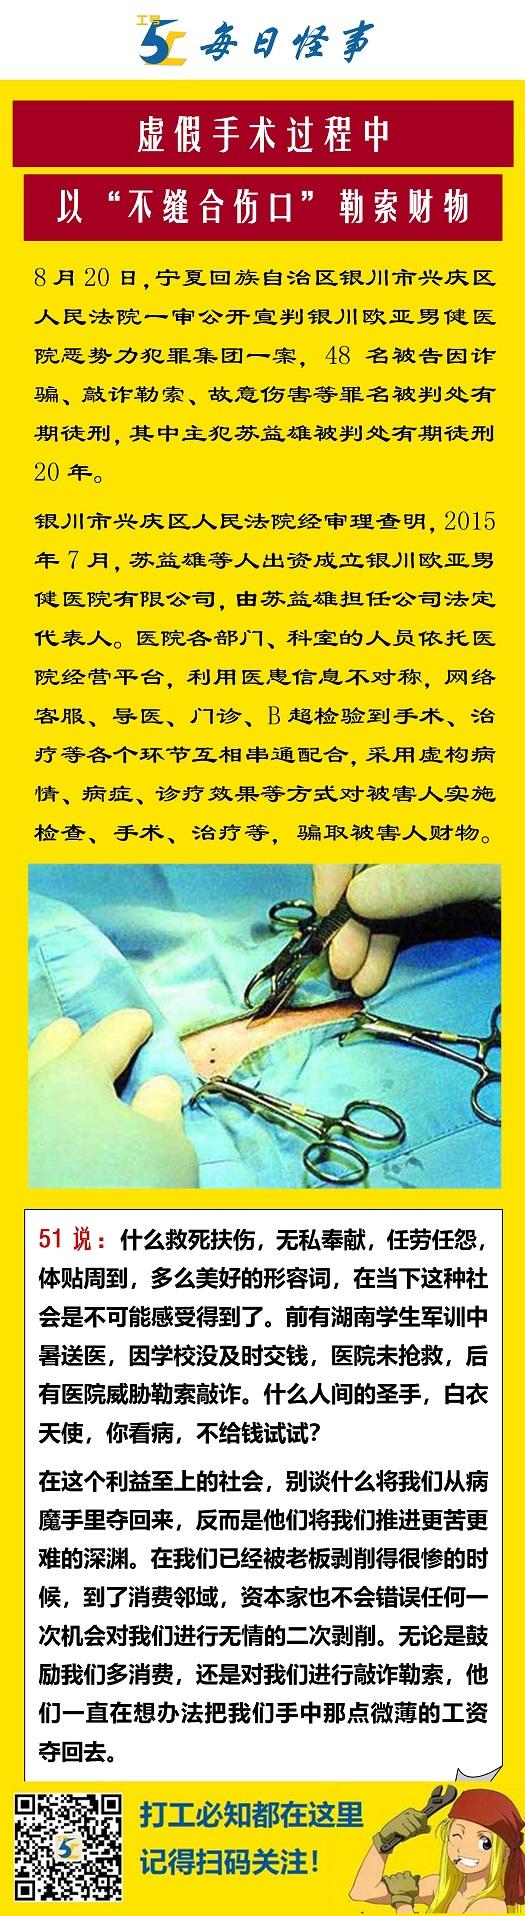 工号
51
每日怪事
虚假手术过程中
以“不缝合伤口”勒索财物
8月20日,宁夏回族自治区银川市兴庆区
人民法院一审公开宣判银川欧亚男健医
院恶势力犯罪集团一案, 48 名被告因诈
骗、敲诈勒索、故意伤害等罪名被判处有
期徒刑,其中主犯苏益雄被判处有期徒刑
20年。
银川市兴庆区人民法院经审理查明,2015
年7月,苏益雄等人出资成立银川欧亚男
健医院有限公司,由苏益雄担任公司法定
代表人。医院各部门、科室的人员依托医
院经营平台,利用医患信息不对称,网络
客服、导医、门诊、B超检验到手术、治
疗等各个环节互相串通配合,采用虚构病
情、病症、诊疗效果等方式对被害人实施
检查、手术、治疗等, 骗取被害人财物。
51 说：什么救死扶伤，无私奉献，任劳任怨，
体贴周到，多么美好的形容词，在当下这种社
会是不可能感受得到了。前有湖南学生军训中
暑送医，因学校没及时交钱，医院未抢救，后
有医院威胁勒索敲诈。什么人间的圣手，白衣
天使，你看病，不给钱试试？
在这个利益至上的社会，别谈什么将我们从病
魔手里夺回来，反而是他们将我们推进更苦更
难的深渊。在我们已经被老板剥削得很惨的时
候，到了消费邻域，资本家也不会错误任何一
次机会对我们进行无情的二次剥削。无论是鼓
励我们多消费，还是对我们进行敲诈勒索，他
们一直在想办法把我们手中那点微薄的工资
夺回去。
打工必知都在这里
记得扫码关注！